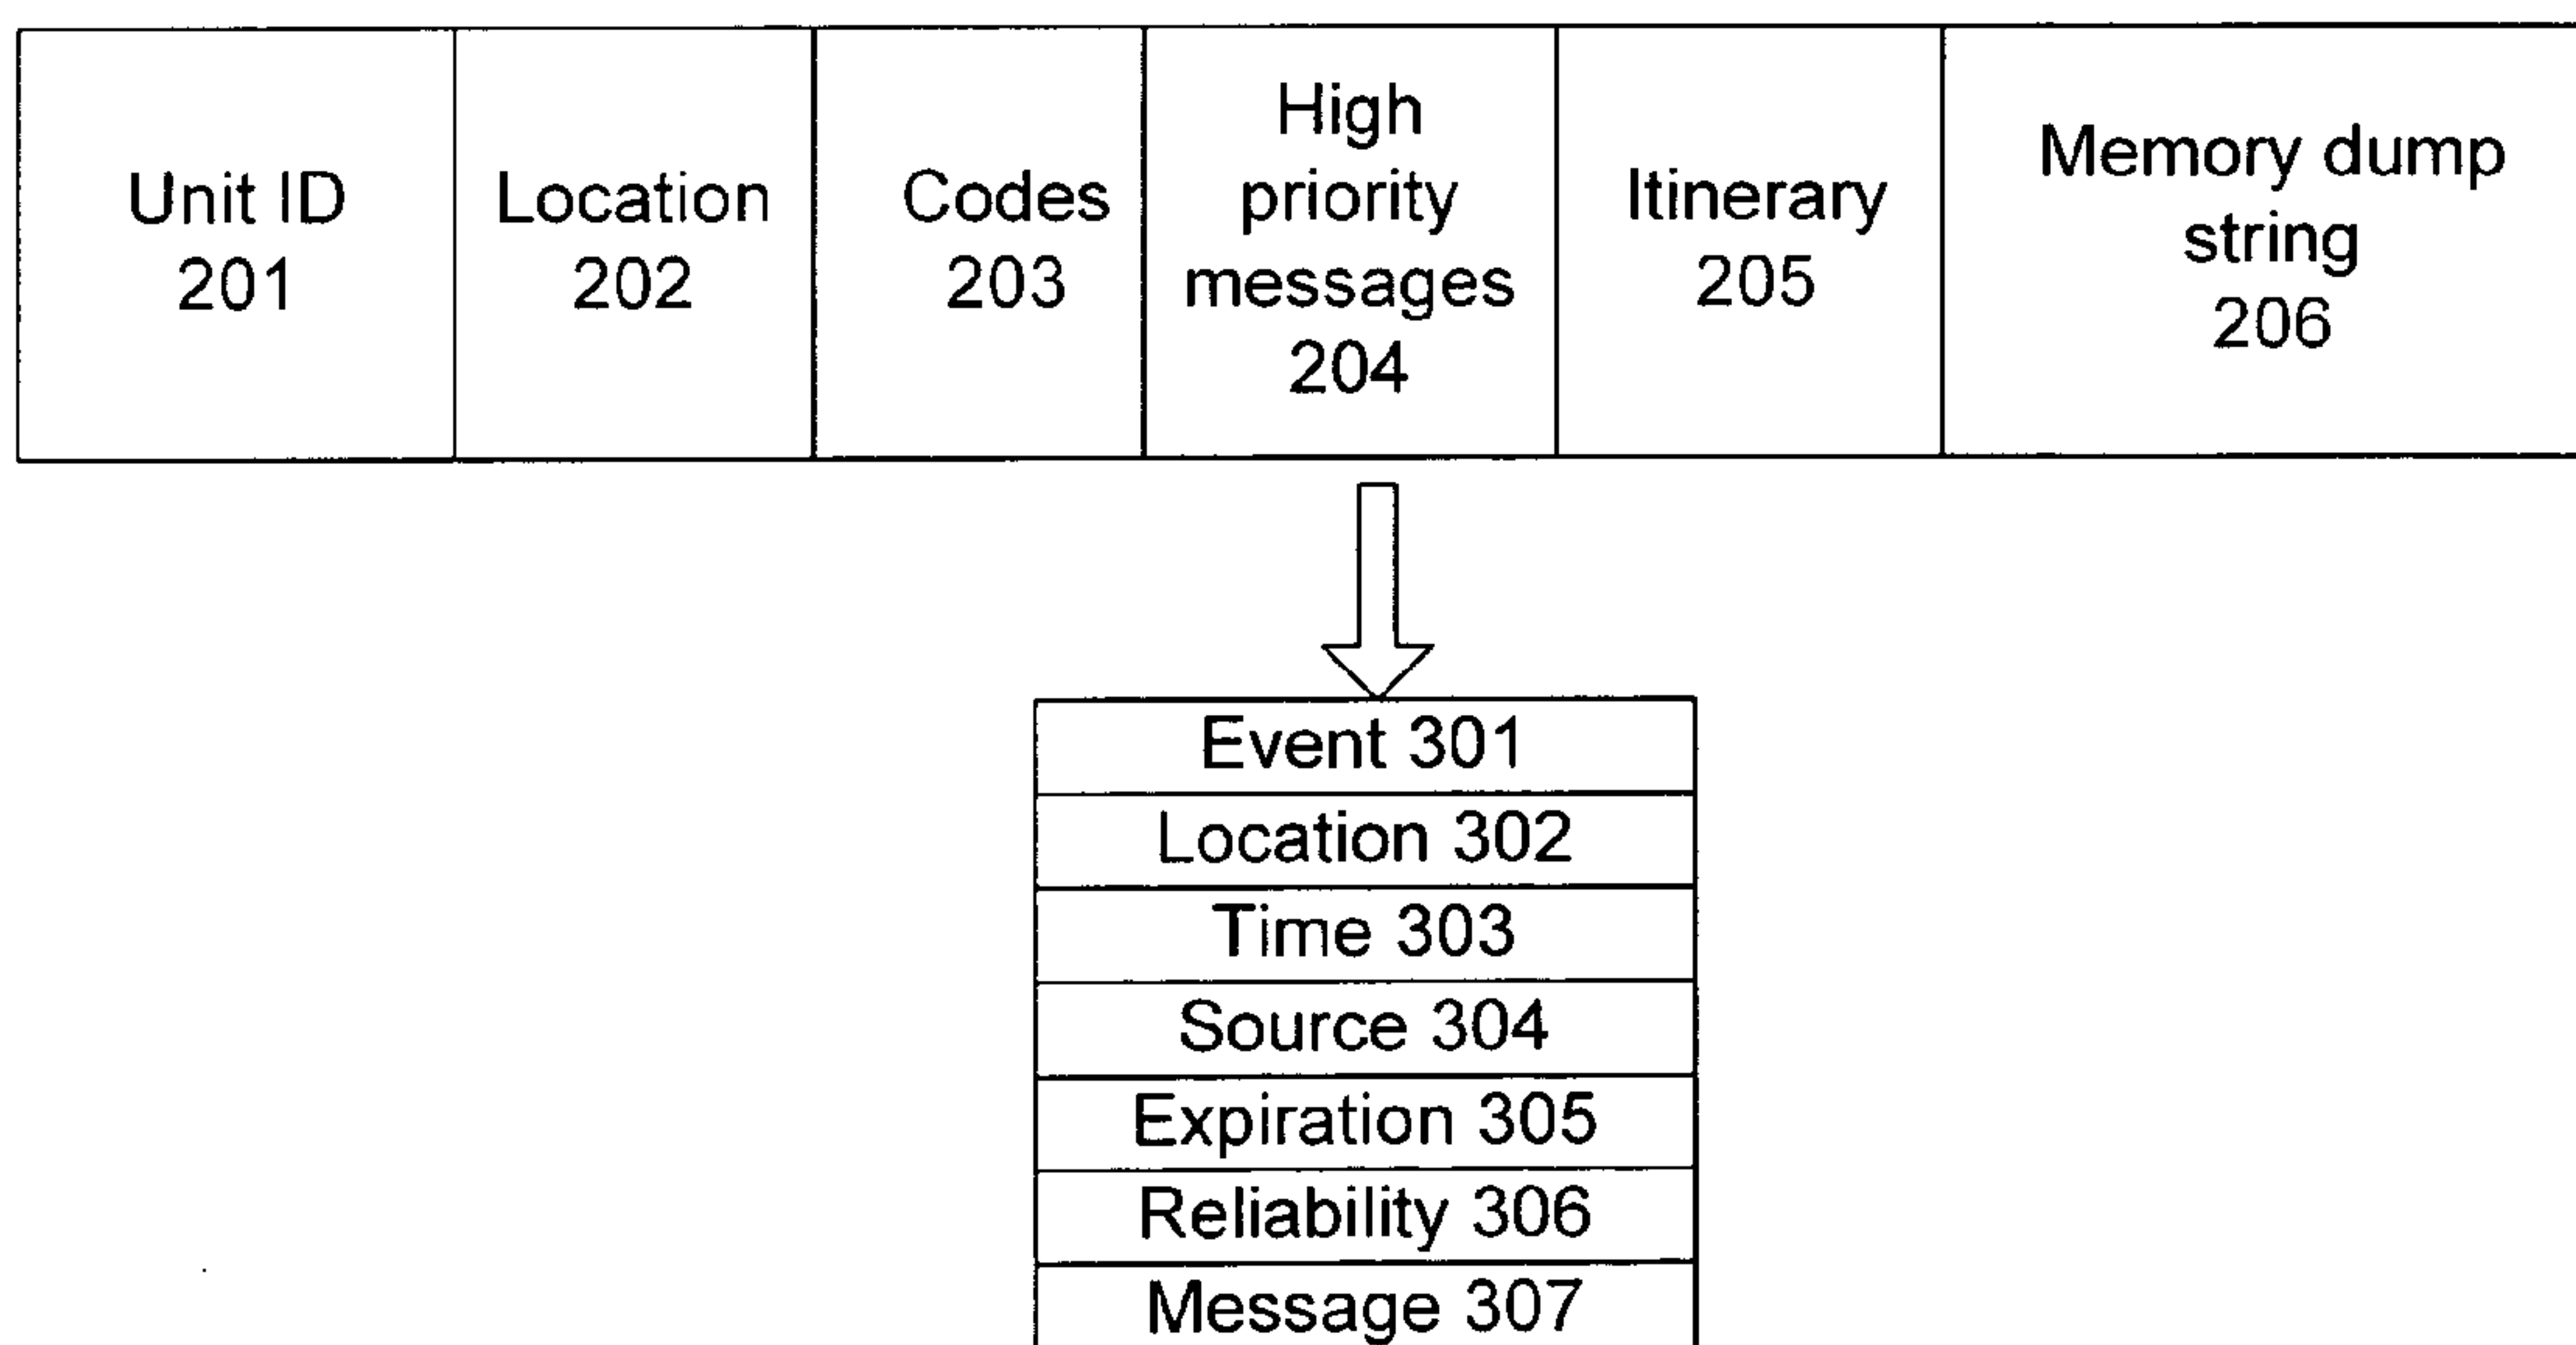 Unit ID
201
Location
202
Codes
203
High
priority
messages
204
Itinerary
205
Memory dump
string
206
Event 301
Location 302
Time 303
Source 304
Expiration 305
Reliability 306
Message 307